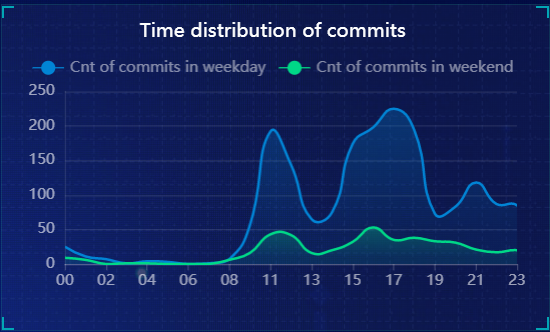 Time distribution of commits
Cnt of commits in weekday Cnt of commits in weekend
250
200
150
100
50
0
00 02 04 06 08 11 13 15 17 19 21 23